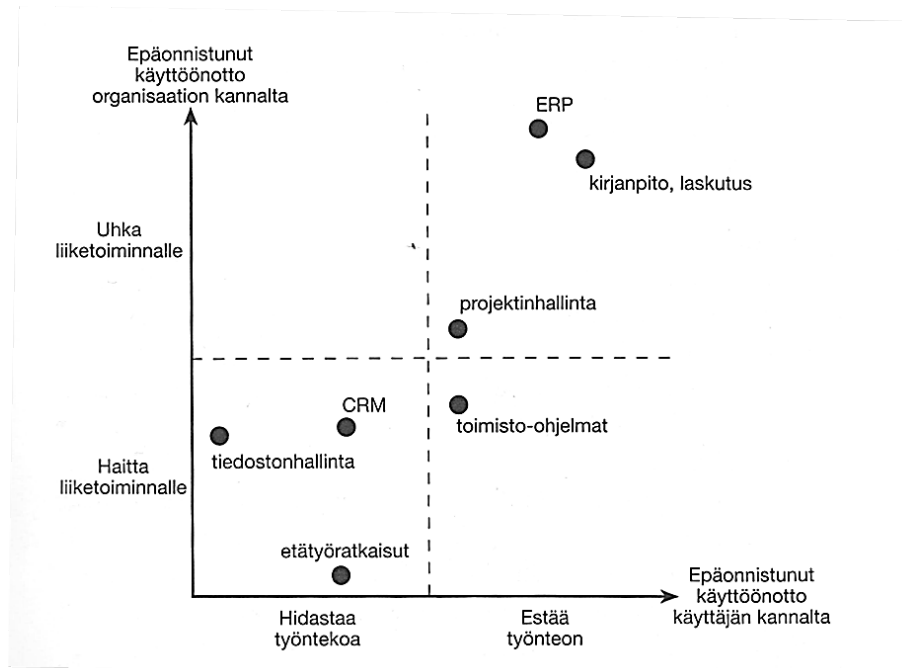 Epäonnistunut
käyttöönotto
organisaation kannalta
ERP
kirjanpito, laskutus
Uhka
liiketoiminnalle
projektinhallinta
CRM
toimisto-ohjelmat
tiedostonhallinta
Haitta
liiketoiminnalle
etätyöratkaisut
Epäonnistunut
käyttöönotto
käyttäjän kannalta
Hidastaa
työntekoa
Estää
työnteon